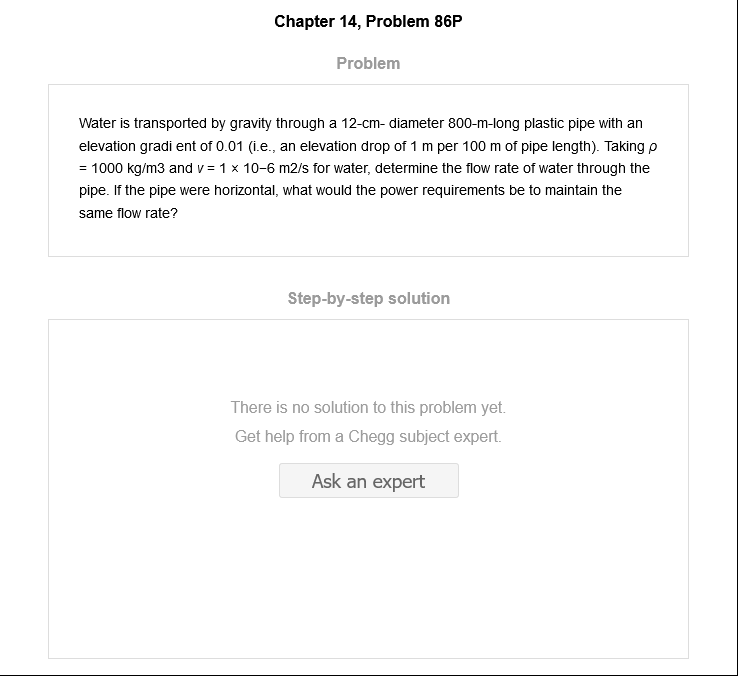 Chapter 14, Problem 86P
Problem
Water is transported by gravity through a 12-cm- diameter 800-m-long plastic pipe with an
elevation gradi ent of 0.01 (i.e., an elevation drop of 1 m per 100 m of pipe length). Taking ρ
= 1000 kg/m3 and v = 1 × 10−6 m2/s for water, determine the flow rate of water through the
pipe. If the pipe were horizontal, what would the power requirements be to maintain the
same flow rate?
Step-by-step solution
There is no solution to this problem yet.
Get help from a Chegg subject expert.
Ask an expert